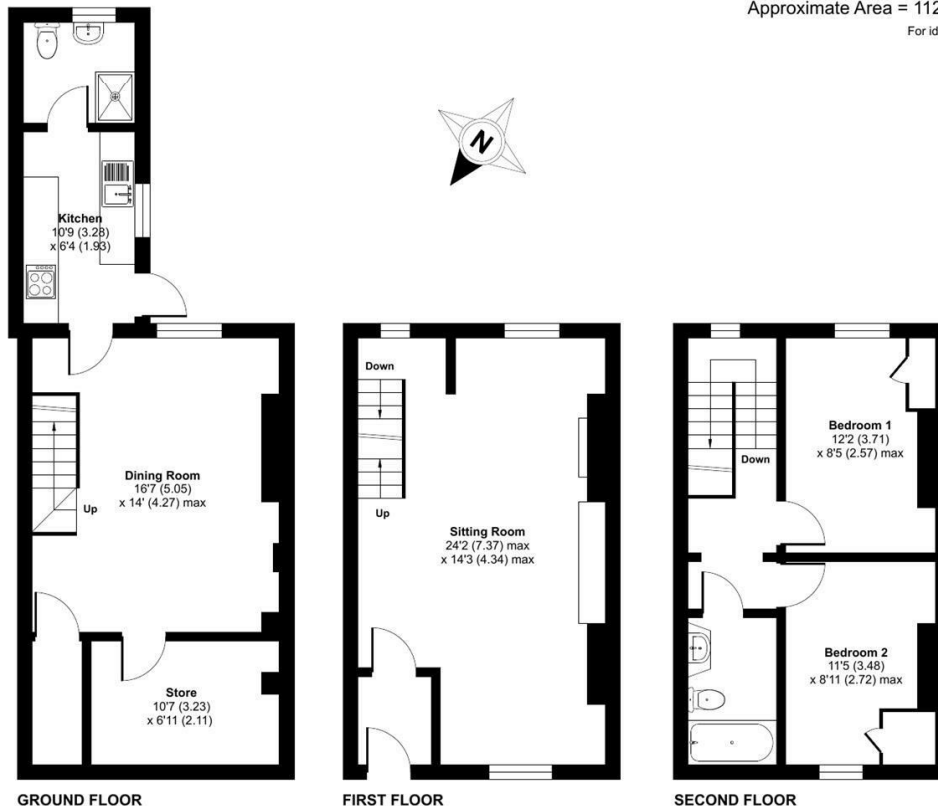 Approximate Area = 112
For id
N
Kitchen
10'9 (3.28)
x 6'4 (1.93)
Dining Room
16'7 (5.05)
x 14' (4.27) max
Up
Store
10'7 (3.23)
x 6'11 (2.11)
GROUND FLOOR
Down
Up
Sitting Room
24'2 (7.37) max
x 14'3 (4.34) max
FIRST FLOOR
Down
Bedroom 1
12'2 (3.71)
x 8'5 (2.57) max
Bedroom 2
11'5 (3.48)
x 8'11 (2.72) max
SECOND FLOOR